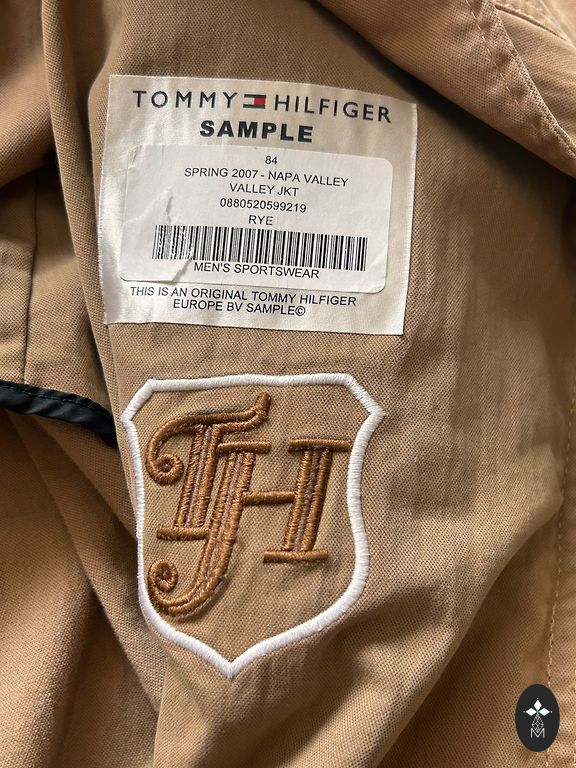 TOMMY HILFIGER
SAMPLE
84
SPRING 2007 - NAPA VALLEY
VALLEY JKT
0880520599219
RYE
MEN'S SPORTSWEAR
THIS IS AN ORIGINAL TOMMY HILFIGER
EUROPE BV SAMPLE©
TH
M